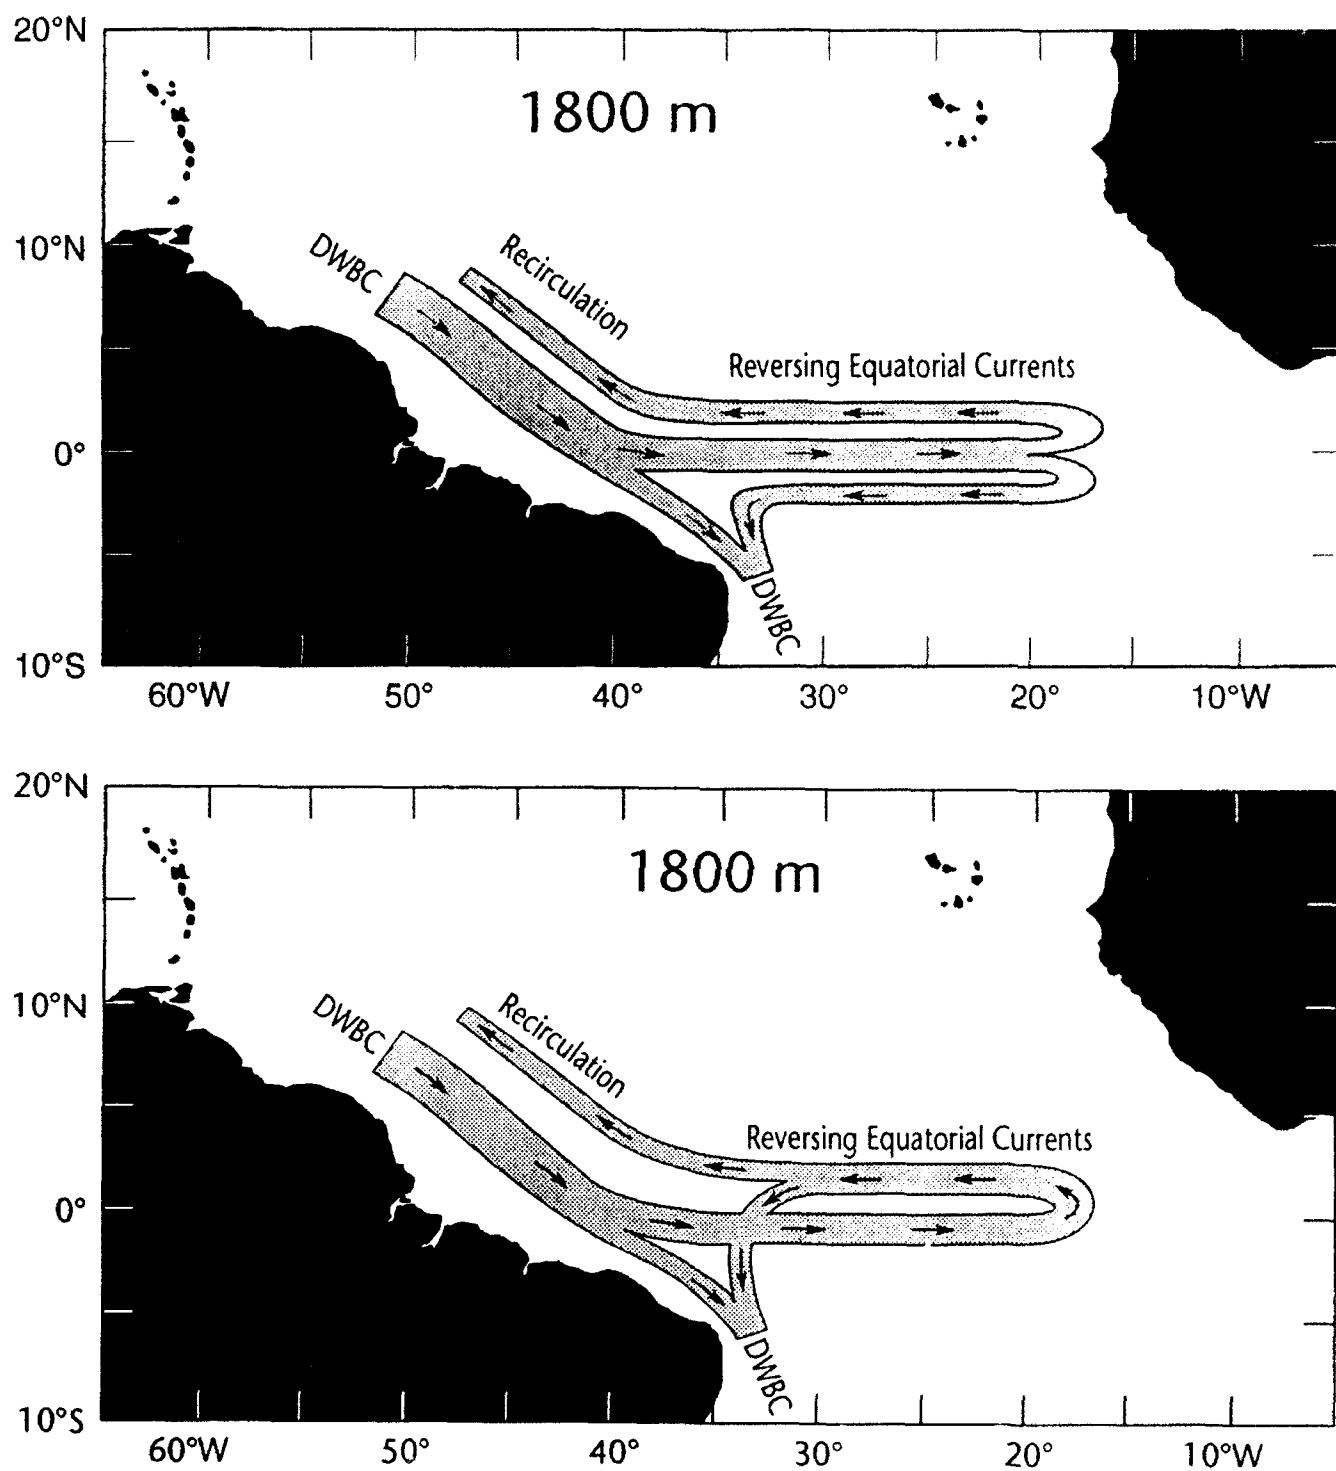 20°N
1800 m
10°N
DWBC
Recirculation
Reversing Equatorial Currents
0°
DWBC
10°S
60°W 50° 40° 30° 20° 10°W
20°N
1800 m
10°N
DWBC
Recirculation
Reversing Equatorial Currents
0°
DWBC
10°S
60°W 50° 40° 30° 20° 10°W